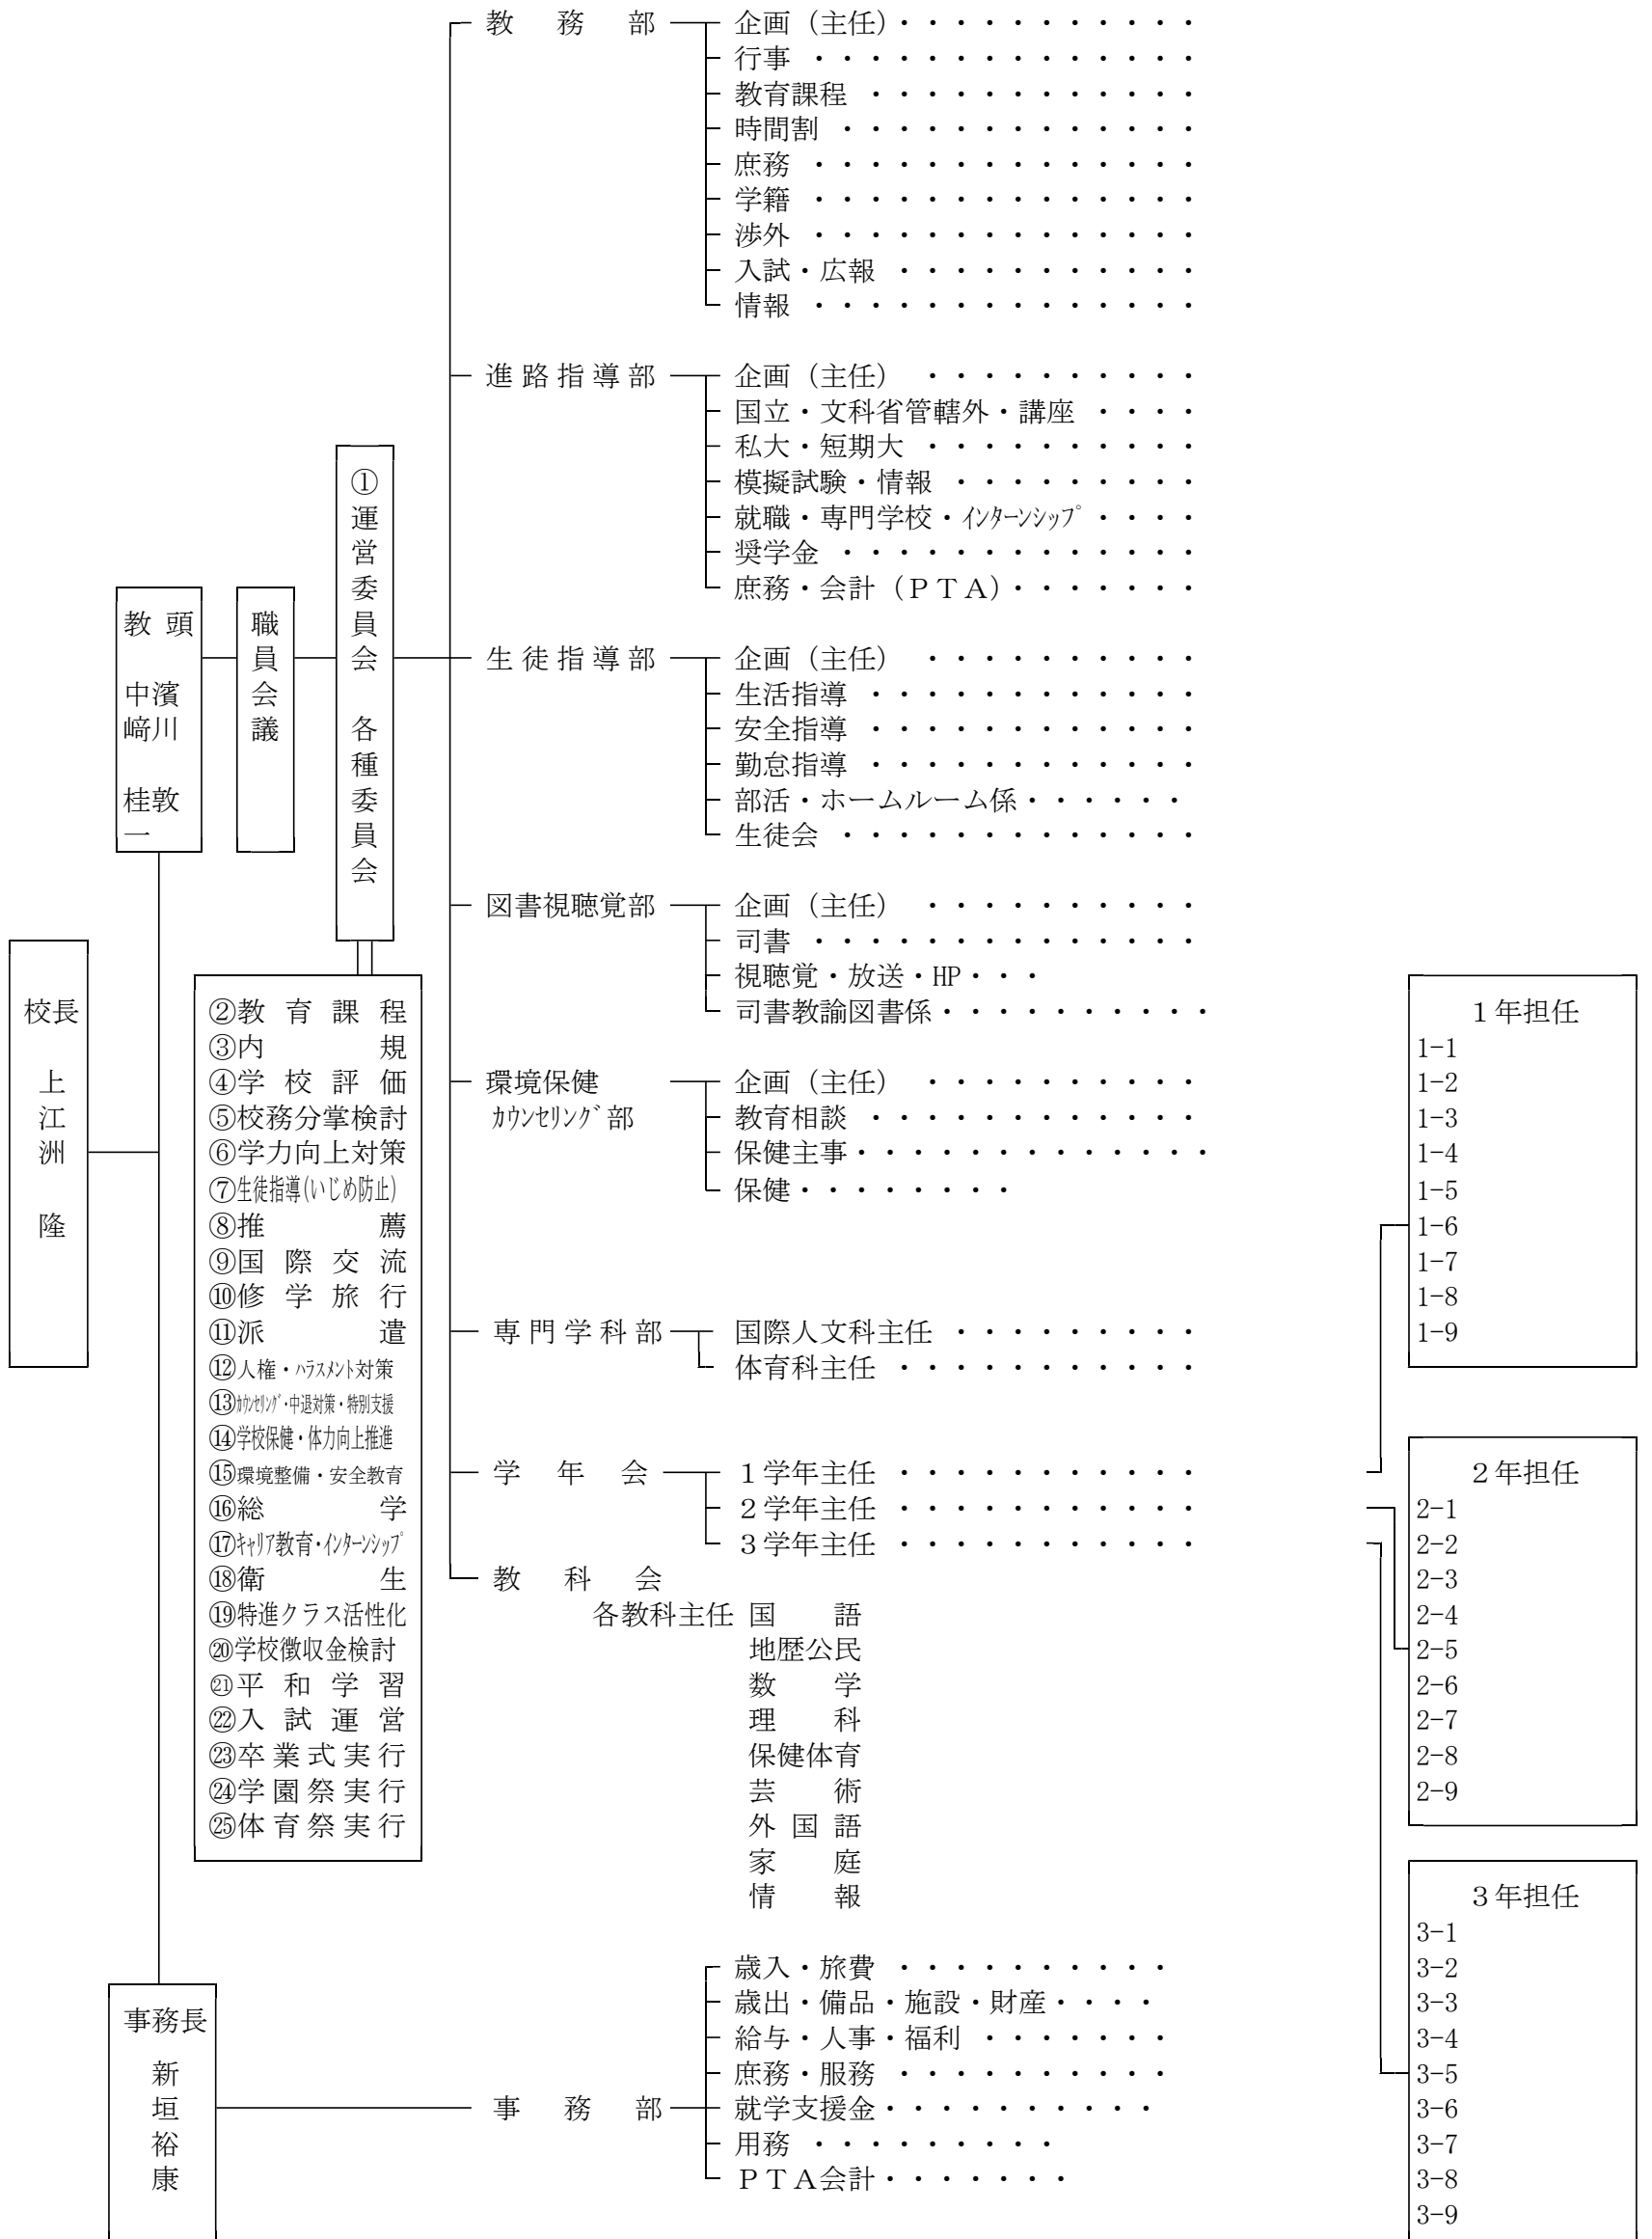 校長
上江洲 隆
教頭
中﨑 桂一
濱川 敦
職員会議
①運営委員会 各種委員会
②教育課程
③内規
④学校評価
⑤校務分掌検討
⑥学力向上対策
⑦生徒指導(いじめ防止)
⑧推薦
⑨国際交流
⑩修学旅行
⑪派遣
⑫人権・ハラスメント対策
⑬カウンセリング・中退対策・特別支援
⑭学校保健・体力向上推進
⑮環境整備・安全教育
⑯総学
⑰キャリア教育・インターンシップ
⑱衛生
⑲特進クラス活性化
⑳学校徴収金検討
㉑平和学習
㉒入試運営
㉓卒業式実行
㉔学園祭実行
㉕体育祭実行
教務部
企画（主任）・・・・・・・・・・・
行事 ・・・・・・・・・・・・・・
教育課程 ・・・・・・・・・・・・
時間割 ・・・・・・・・・・・・・
庶務 ・・・・・・・・・・・・・・
学籍 ・・・・・・・・・・・・・・
渉外 ・・・・・・・・・・・・・・
入試・広報 ・・・・・・・・・・・
情報 ・・・・・・・・・・・・・・
進路指導部
企画（主任） ・・・・・・・・・・
国立・文科省管轄外・講座 ・・・・
私大・短期大 ・・・・・・・・・・
模擬試験・情報 ・・・・・・・・・
就職・専門学校・インターンシップ・・・・
奨学金 ・・・・・・・・・・・・・
庶務・会計（ＰＴＡ）・・・・・・・
生徒指導部
企画（主任） ・・・・・・・・・・
生活指導 ・・・・・・・・・・・・
安全指導 ・・・・・・・・・・・・
勤怠指導 ・・・・・・・・・・・・
部活・ホームルーム係・・・・・・
生徒会 ・・・・・・・・・・・・・
図書視聴覚部
企画（主任） ・・・・・・・・・・
司書 ・・・・・・・・・・・・・・
視聴覚・放送・HP・・・
司書教諭図書係・・・・・・・・・・
環境保健
カウンセリング部
企画（主任） ・・・・・・・・・・
教育相談 ・・・・・・・・・・・・
保健主事・・・・・・・・・・・・・
保健・・・・・・・・
専門学科部
国際人文科主任 ・・・・・・・・・
体育科主任 ・・・・・・・・・・・
学年会
１学年主任 ・・・・・・・・・・・
２学年主任 ・・・・・・・・・・・
３学年主任 ・・・・・・・・・・・
教科会
各教科主任 国語
地歴公民
数学
理科
保健体育
芸術
外国語
家庭
情報
１年担任
1-1
1-2
1-3
1-4
1-5
1-6
1-7
1-8
1-9
２年担任
2-1
2-2
2-3
2-4
2-5
2-6
2-7
2-8
2-9
３年担任
3-1
3-2
3-3
3-4
3-5
3-6
3-7
3-8
3-9
事務長
新垣裕康
事務部
歳入・旅費 ・・・・・・・・・・
歳出・備品・施設・財産・・・・
給与・人事・福利 ・・・・・・・
庶務・服務 ・・・・・・・・・・
就学支援金・・・・・・・・・・
用務 ・・・・・・・・・
ＰＴＡ会計・・・・・・・